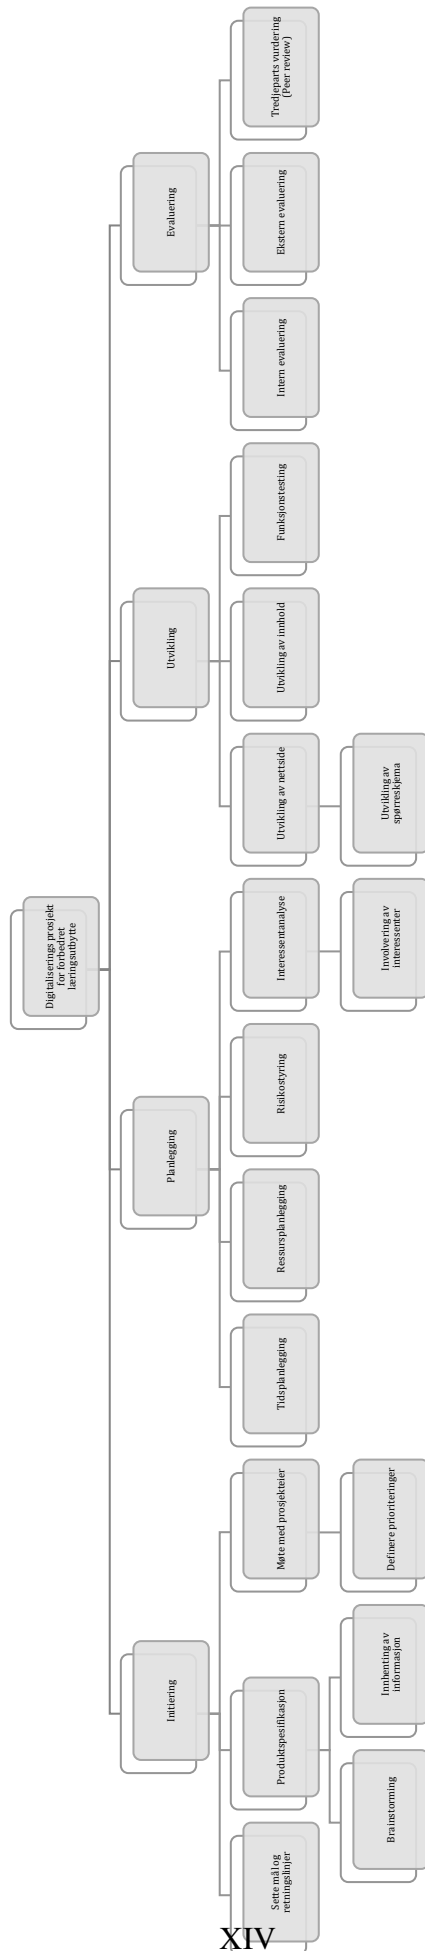 Digitaliserings prosjekt
for forbedret
læringsutbytte
Initiering
Planlegging
Utvikling
Evaluering
Sette mål og
retningslinjer
Produktspesifikasjon
Møte med prosjekteier
Tidsplanlegging
Ressursplanlegging
Risikostyring
Interessentanalyse
Utvikling av nettside
Utvikling av innhold
Funksjonstesting
Intern evaluering
Ekstern evaluering
Tredjeparts vurdering
(Peer review)
Brainstorming
Innhenting av
informasjon
Definere prioriteringer
Involvering av
interessenter
Utvikling av
spørreskjema
XIV